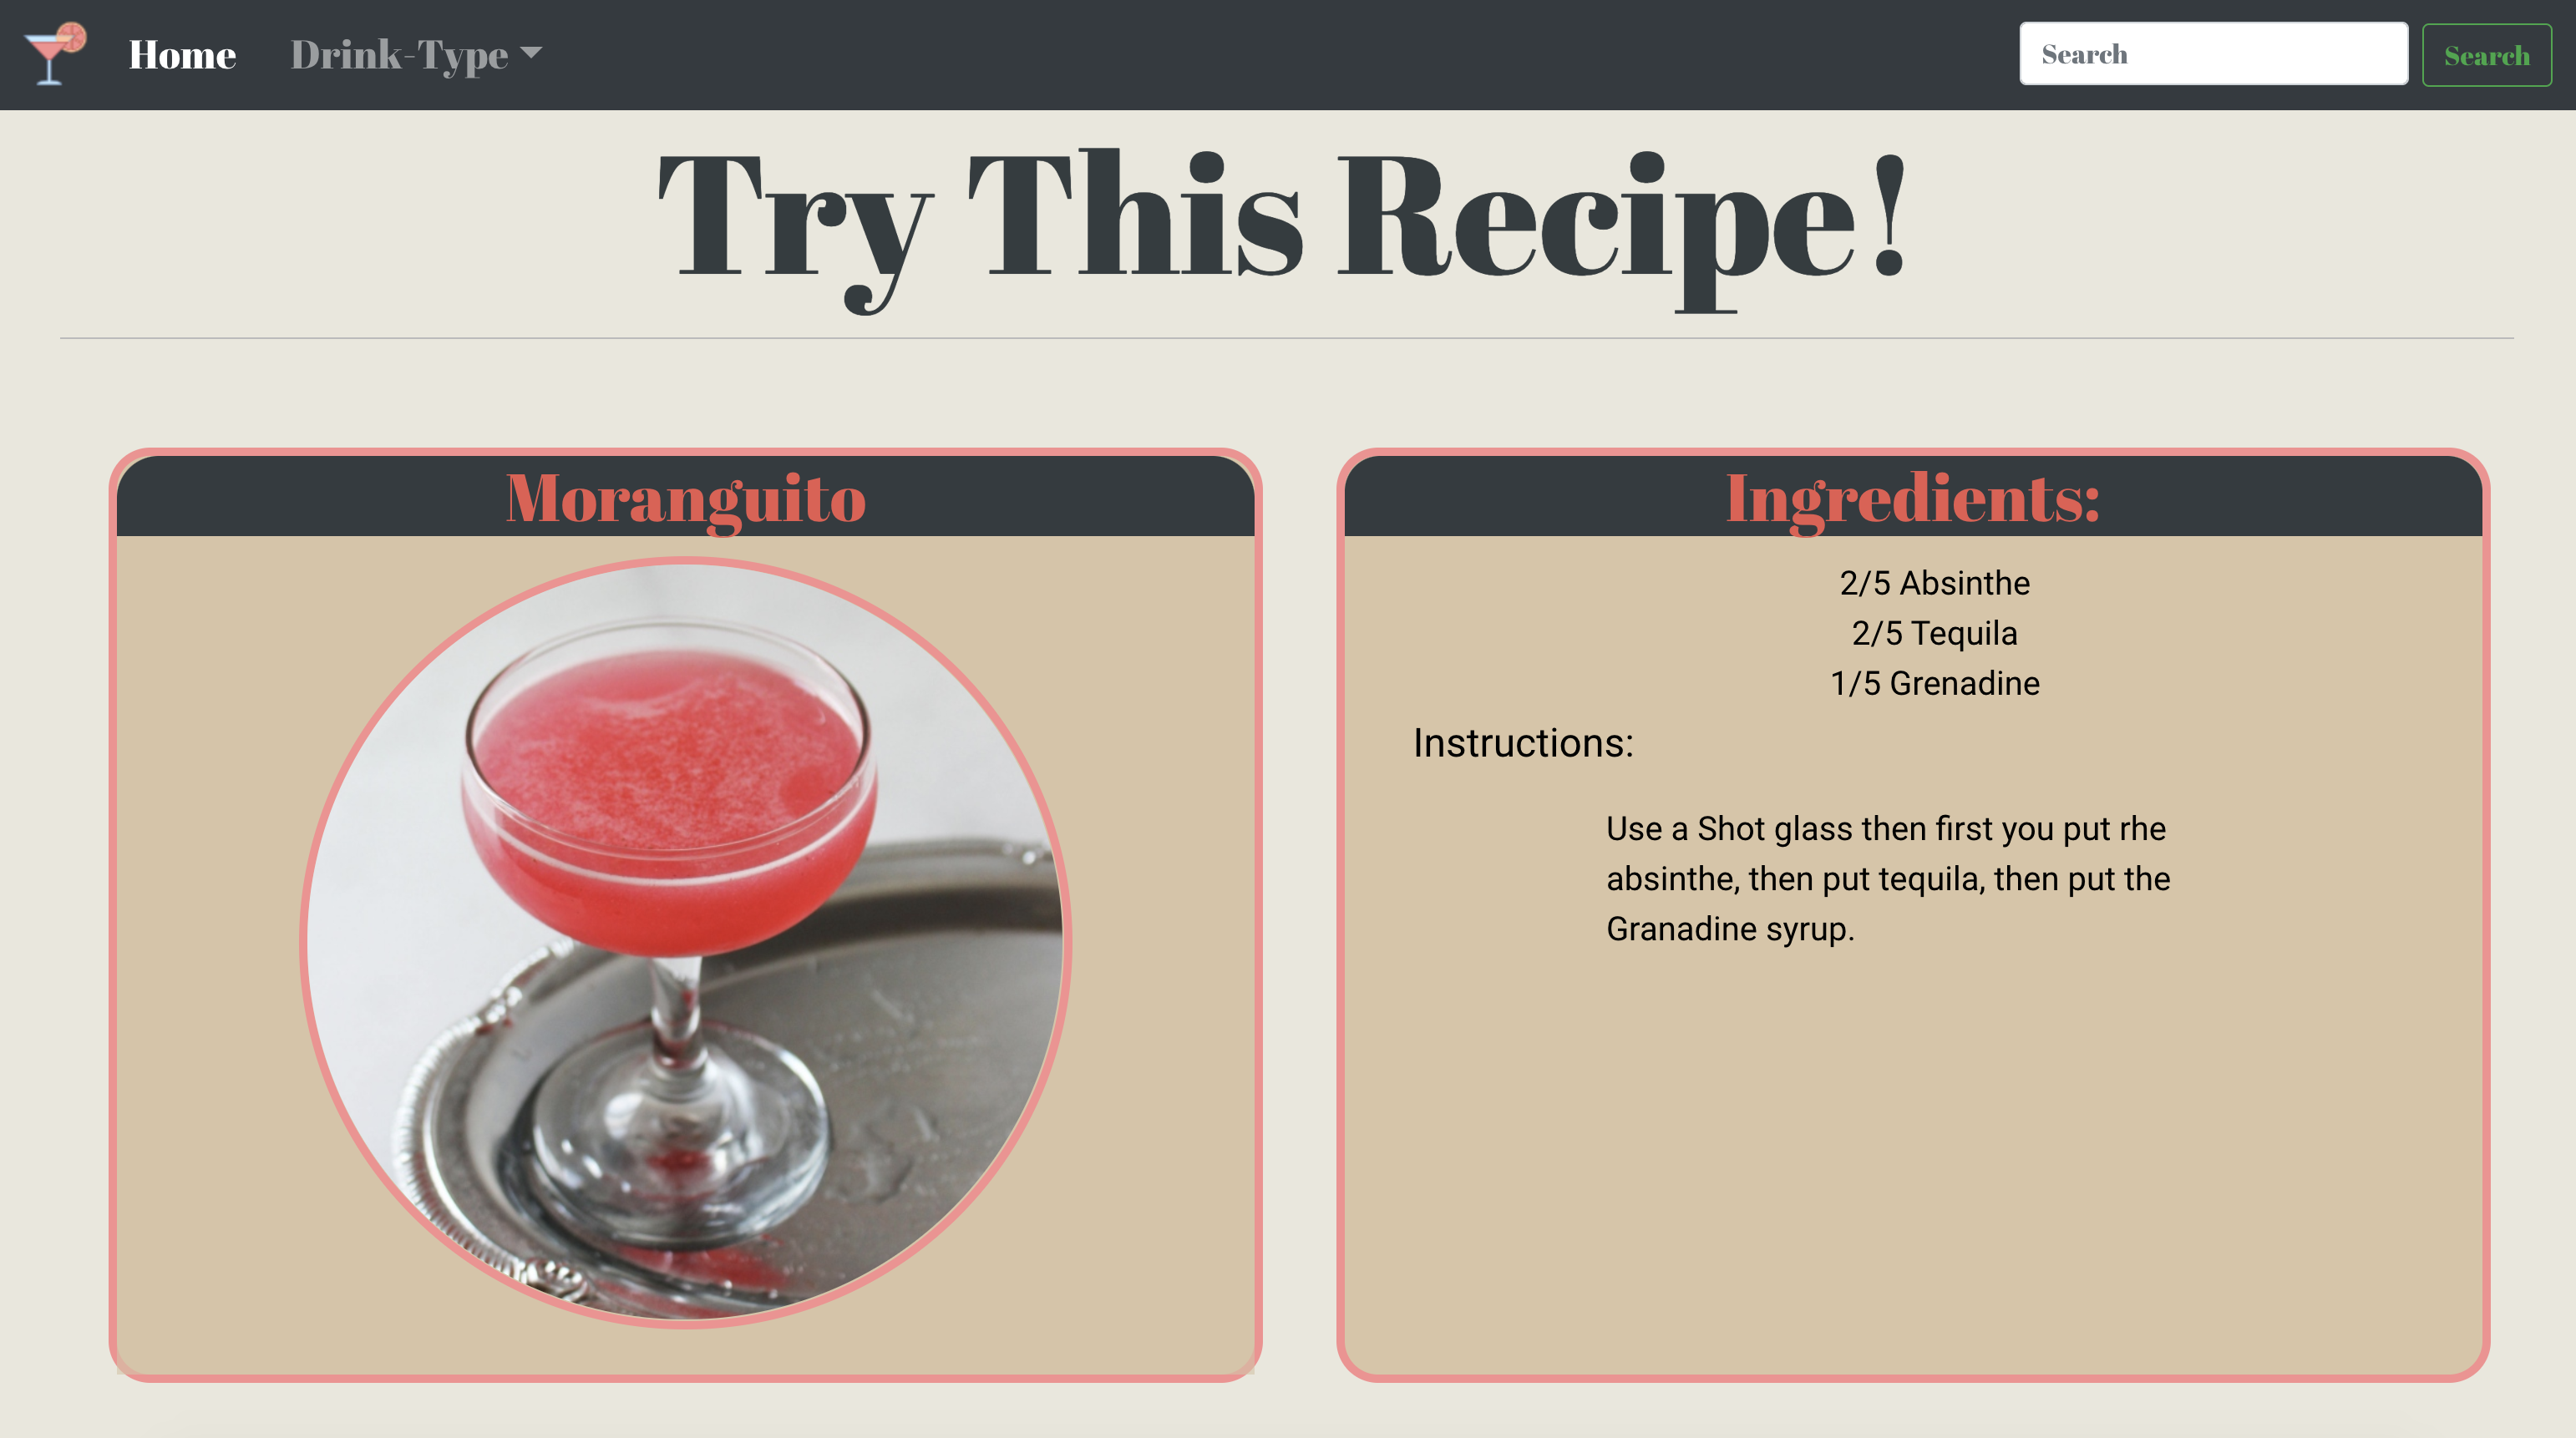 Home
Drink-Type
Search
Search
Try This Recipe!
Moranguito
Ingredients:
2/5 Absinthe
2/5 Tequila
1/5 Grenadine
Instructions:
Use a Shot glass then first you put rhe
absinthe, then put tequila, then put the
Granadine syrup.